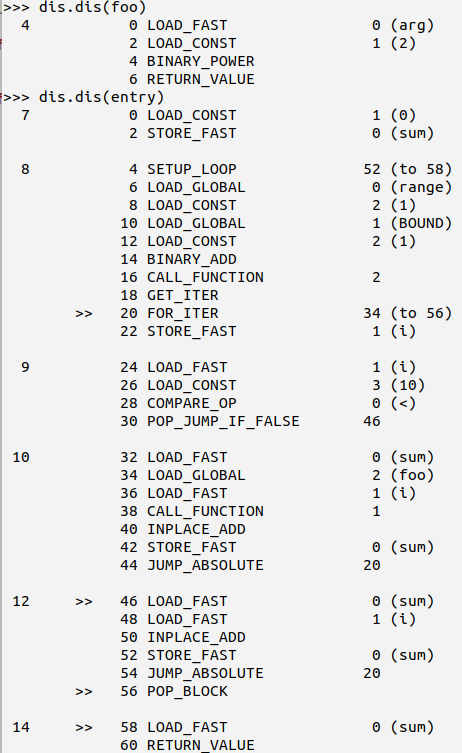 >>> dis.dis(foo)
  4           0 LOAD_FAST                0 (arg)
              2 LOAD_CONST               1 (2)
              4 BINARY_POWER
              6 RETURN_VALUE
>>> dis.dis(entry)
  7           0 LOAD_CONST               1 (0)
              2 STORE_FAST               0 (sum)

  8           4 SETUP_LOOP              52 (to 58)
              6 LOAD_GLOBAL              0 (range)
              8 LOAD_CONST               2 (1)
             10 LOAD_GLOBAL              1 (BOUND)
             12 LOAD_CONST               2 (1)
             14 BINARY_ADD
             16 CALL_FUNCTION            2
             18 GET_ITER
        >>   20 FOR_ITER                34 (to 56)
             22 STORE_FAST               1 (i)

  9          24 LOAD_FAST                1 (i)
             26 LOAD_CONST               3 (10)
             28 COMPARE_OP               0 (<)
             30 POP_JUMP_IF_FALSE       46

 10          32 LOAD_FAST                0 (sum)
             34 LOAD_GLOBAL              2 (foo)
             36 LOAD_FAST                1 (i)
             38 CALL_FUNCTION            1
             40 INPLACE_ADD
             42 STORE_FAST               0 (sum)
             44 JUMP_ABSOLUTE           20

 12     >>   46 LOAD_FAST                0 (sum)
             48 LOAD_FAST                1 (i)
             50 INPLACE_ADD
             52 STORE_FAST               0 (sum)
             54 JUMP_ABSOLUTE           20
        >>   56 POP_BLOCK

 14     >>   58 LOAD_FAST                0 (sum)
             60 RETURN_VALUE